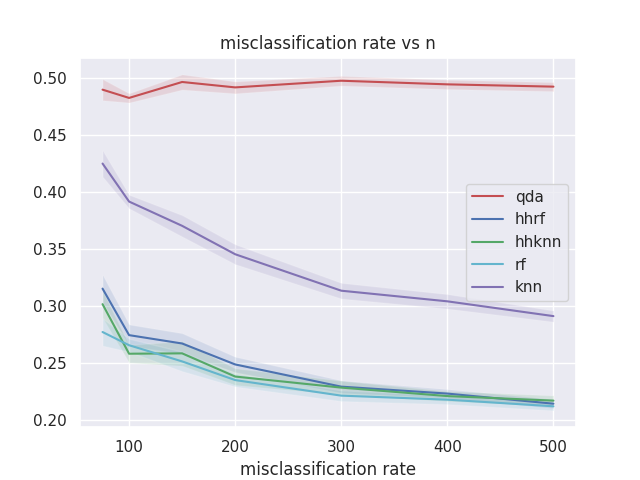 misclassification rate vs n
0.50
0.45
0.40
0.35
0.30
0.25
0.20
qda
hhrf
hhknn
rf
knn
100
200
300
400
500
misclassification rate